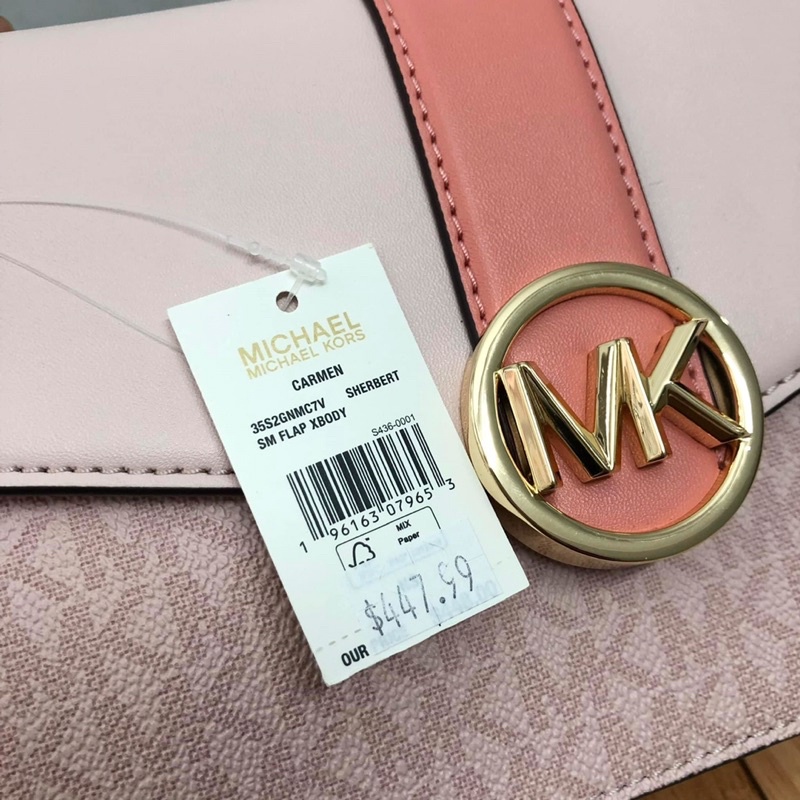 MICHAEL
MICHAEL KORS
CARMEN
35S2GNMC7V SHERBERT
SM FLAP XBODY
S436-0001
1 96163 07965 3
MIX
Paper
$447.99
OUR
MK